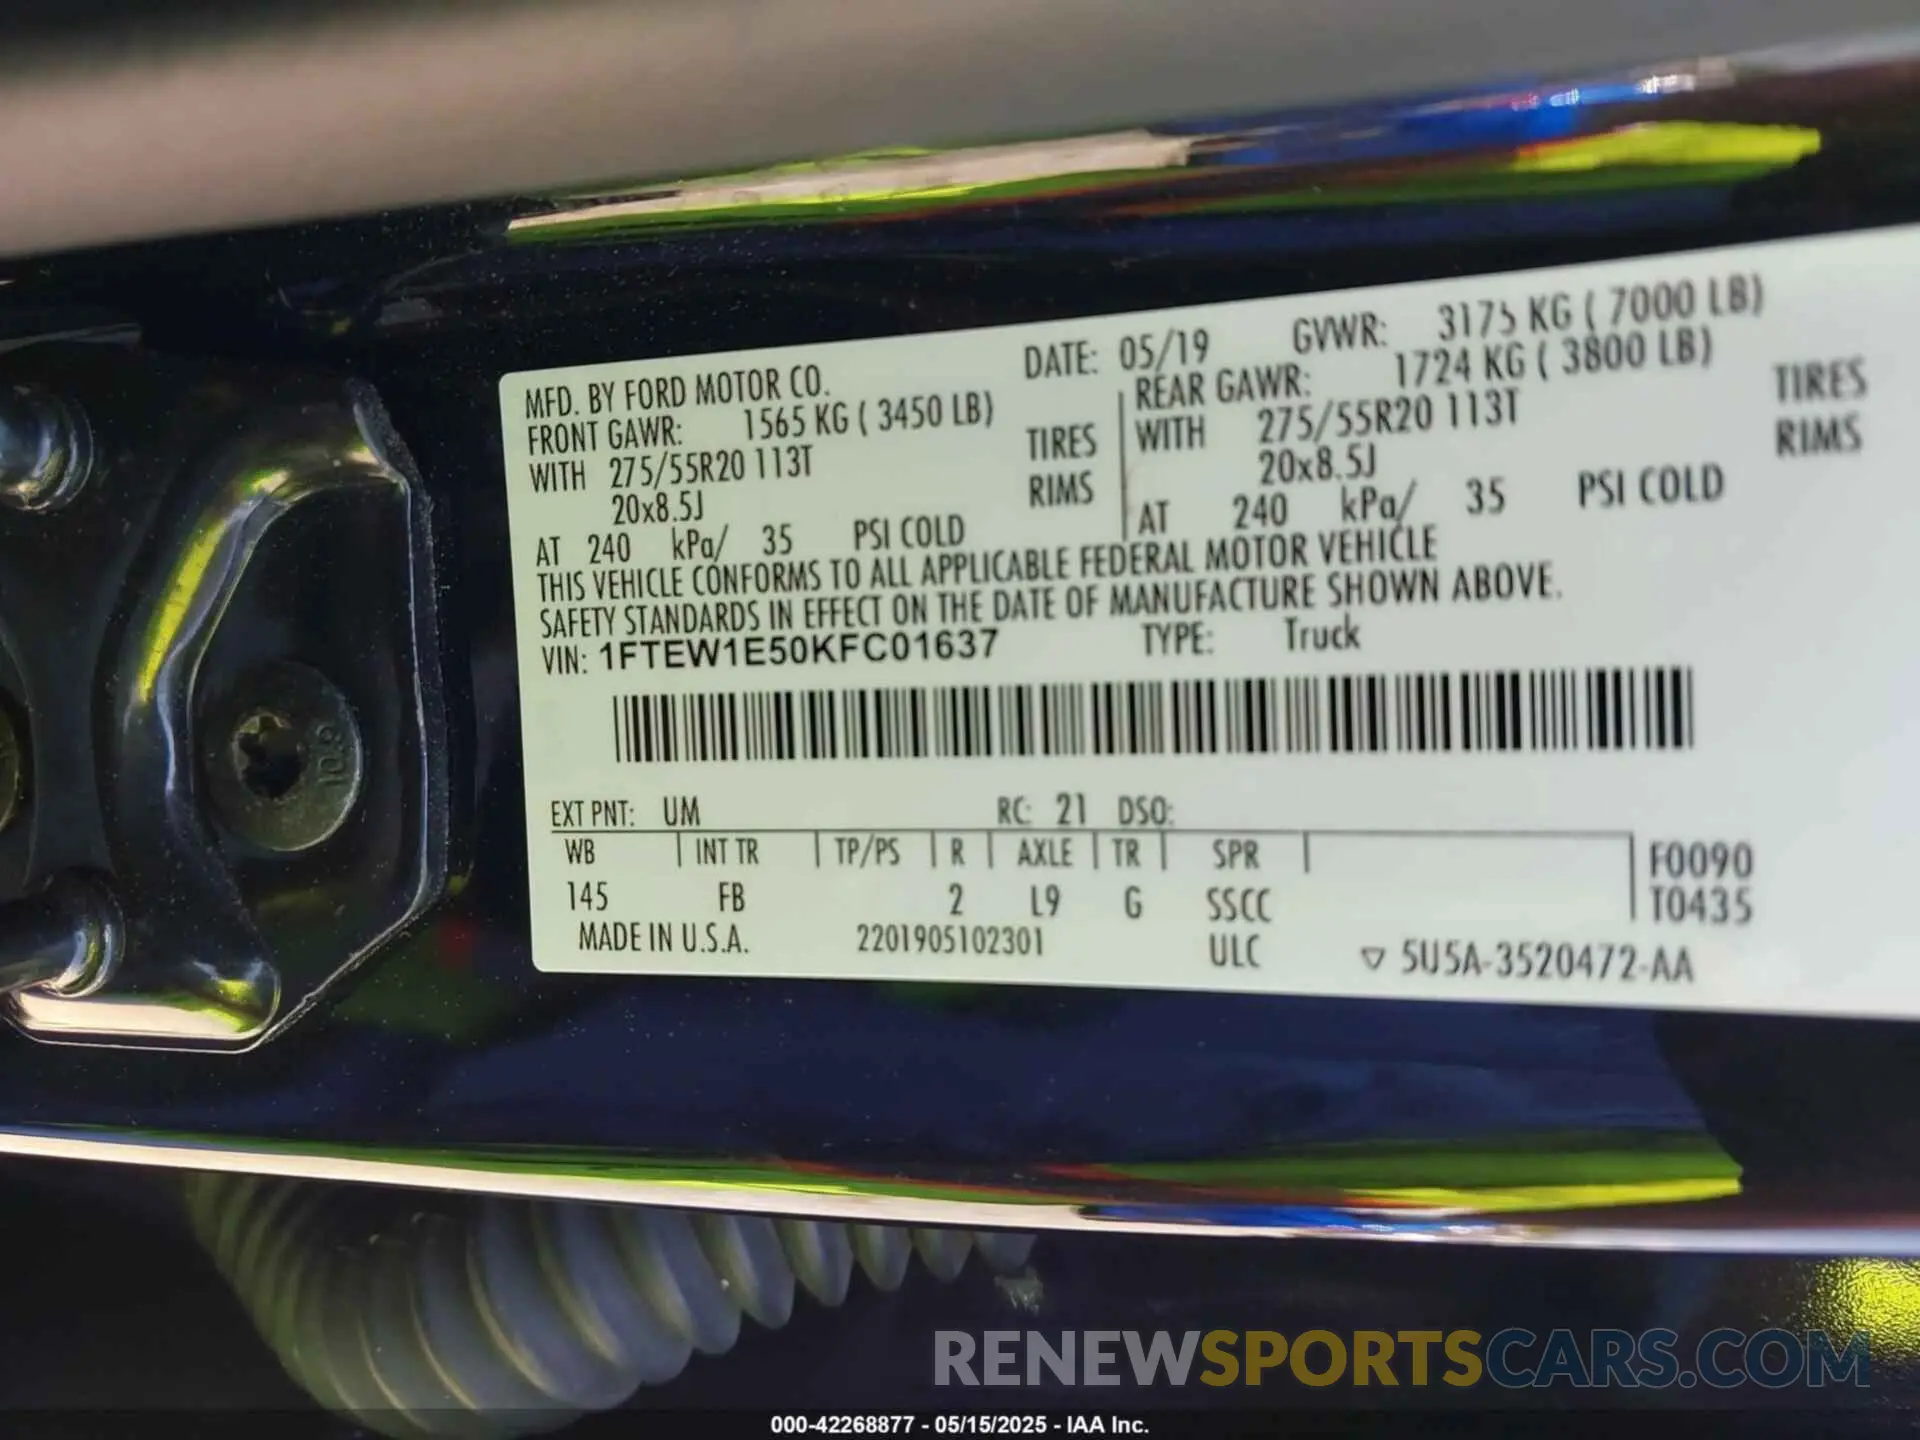 MFD. BY FORD MOTOR CO. DATE: 05/19 GVWR: 3175 KG ( 7000 LB)
FRONT GAWR: 1565 KG ( 3450 LB) REAR GAWR: 1724 KG ( 3800 LB)
WITH 275/55R20 113T TIRES WITH 275/55R20 113T TIRES
20x8.5J RIMS 20x8.5J RIMS
AT 240 kPa/ 35 PSI COLD AT 240 kPa/ 35 PSI COLD
THIS VEHICLE CONFORMS TO ALL APPLICABLE FEDERAL MOTOR VEHICLE
SAFETY STANDARDS IN EFFECT ON THE DATE OF MANUFACTURE SHOWN ABOVE.
VIN: 1FTEW1E50KFC01637 TYPE: Truck
EXT PNT: UM RC: 21 DSO:
WB INT TR TP/PS R AXLE TR SPR F0090
145 FB 2 L9 G SSCC T0435
MADE IN U.S.A. 2201905102301 ULC ▽ 5U5A-3520472-AA
10.9
RENEWSPORTSCARS.COM
000-42268877 - 05/15/2025 - IAA Inc.